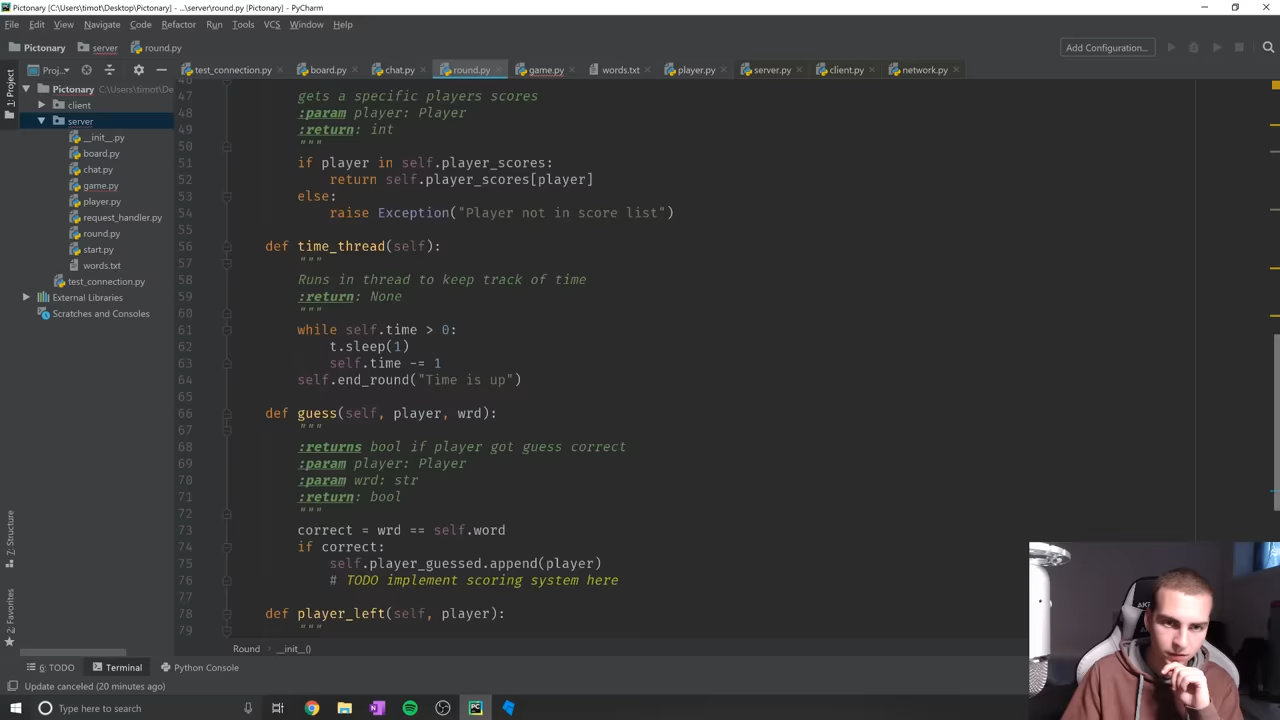 Pictonary [C:\Users\timot\Desktop\Pictonary] - ...\server\round.py [Pictonary] - PyCharm
File Edit View Navigate Code Refactor Run Tools VCS Window Help
Pictonary server round.py Add Configuration...
1: Project
Proj... test_connection.py board.py chat.py round.py game.py words.txt player.py server.py client.py network.py
Pictonary C:\Users\timot\Desktop
client
server
__init__.py
board.py
chat.py
game.py
player.py
request_handler.py
round.py
start.py
words.txt
test_connection.py
External Libraries
Scratches and Consoles
47 gets a specific players scores
48 :param player: Player
49 :return: int
50 """
51 if player in self.player_scores:
52 return self.player_scores[player]
53 else:
54 raise Exception("Player not in score list")
55
56 def time_thread(self):
57 """
58 Runs in thread to keep track of time
59 :return: None
60 """
61 while self.time > 0:
62 t.sleep(1)
63 self.time -= 1
64 self.end_round("Time is up")
65
66 def guess(self, player, wrd):
67 """
68 :returns bool if player got guess correct
69 :param player: Player
70 :param wrd: str
71 :return: bool
72 """
73 correct = wrd == self.word
74 if correct:
75 self.player_guessed.append(player)
76 # TODO implement scoring system here
77
78 def player_left(self, player):
79 """
Z: Structure
2: Favorites
Round __init__()
6: TODO Terminal Python Console
Update canceled (20 minutes ago)
Type here to search